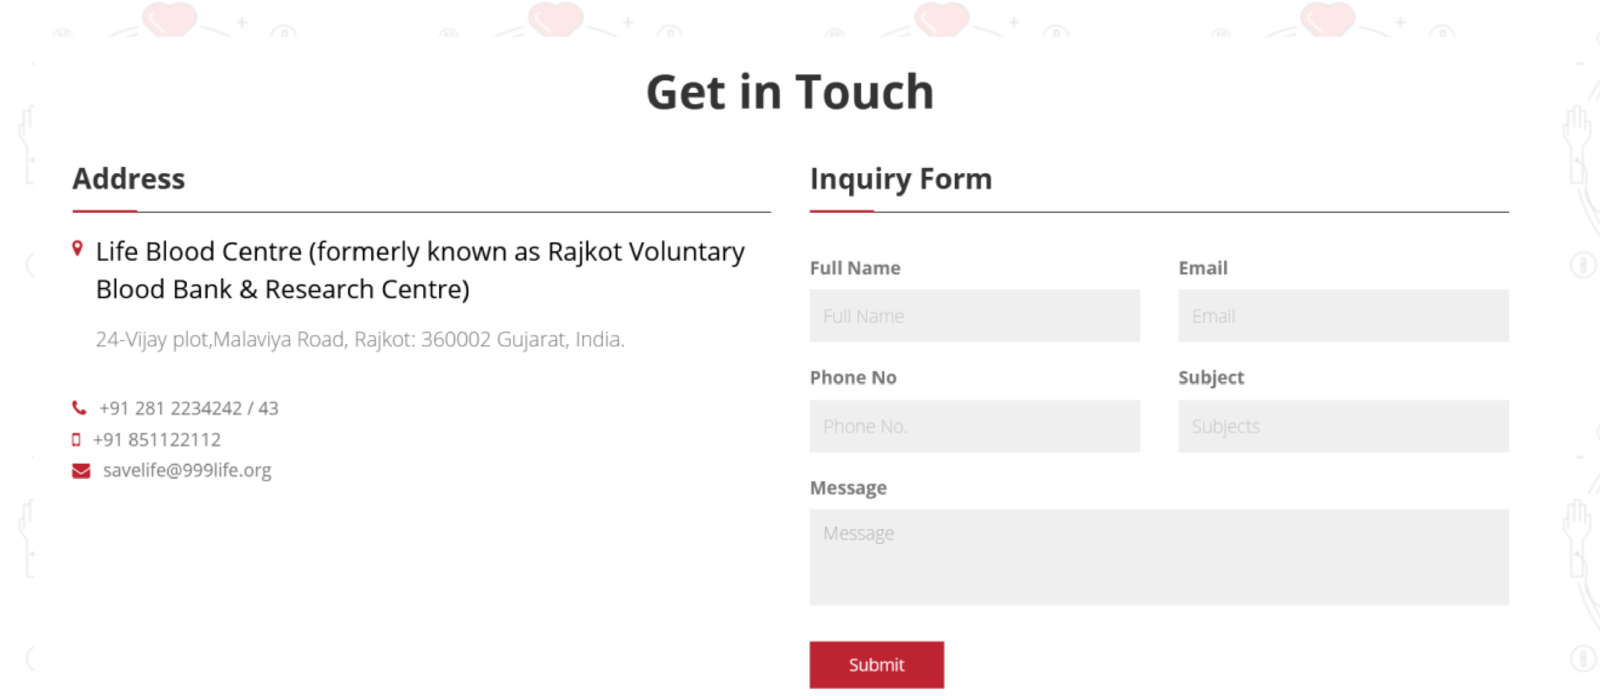 Get in Touch
Address
Life Blood Centre (formerly known as Rajkot Voluntary
Blood Bank & Research Centre)
24-Vijay plot,Malaviya Road, Rajkot: 360002 Gujarat, India.
+91 281 2234242 / 43
+91 851122112
savelife@999life.org
Inquiry Form
Full Name
Email
Full Name
Email
Phone No
Subject
Phone No.
Subjects
Message
Message
Submit